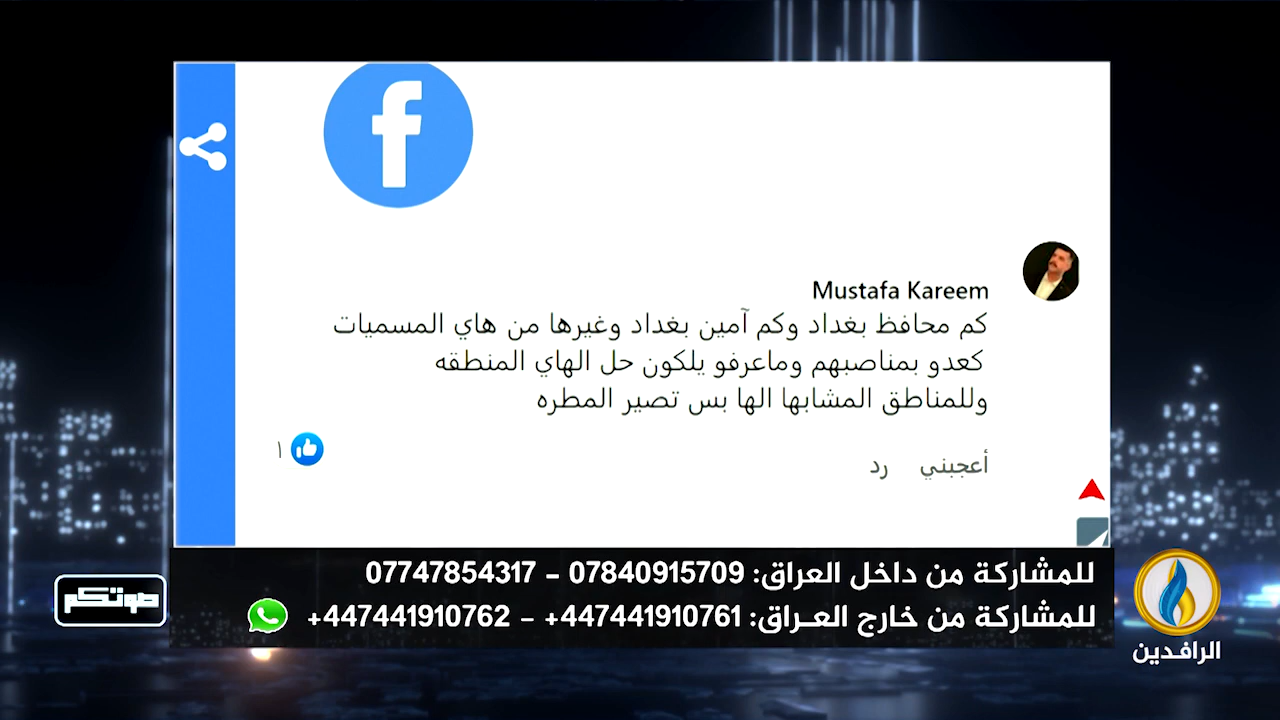 Mustafa Kareem
كم محافظ بغداد وكم آمين بغداد وغيرها من هاي المسميات
كعدو بمناصبهم وماعرفو يلكون حل الهاي المنطقه
وللمناطق المشابها الها بس تصير المطره
أعجبني رد
١
للمشاركة من داخل العراق: 07840915709 - 07747854317
للمشاركة من خارج العـراق: 447441910761+ - 447441910762+
صوتكم
الرافدين